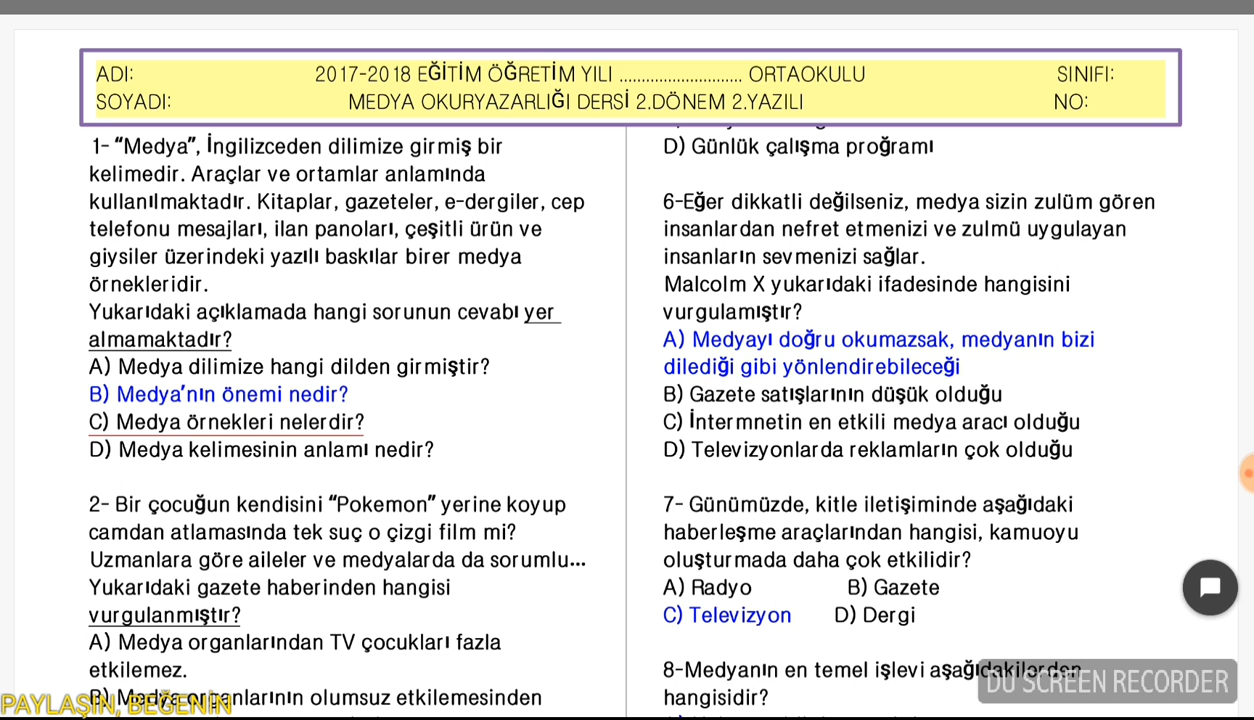 ADI: 2017-2018 EĞİTİM ÖĞRETİM YILI ........................... ORTAOKULU SINIFI:
SOYADI: MEDYA OKURYAZARLIĞI DERSİ 2.DÖNEM 2.YAZILI NO:
1- “Medya”, İngilizceden dilimize girmiş bir
kelimedir. Araçlar ve ortamlar anlamında
kullanılmaktadır. Kitaplar, gazeteler, e-dergiler, cep
telefonu mesajları, ilan panoları, çeşitli ürün ve
giysiler üzerindeki yazılı baskılar birer medya
örnekleridir.
Yukarıdaki açıklamada hangi sorunun cevabı yer
almamaktadır?
A) Medya dilimize hangi dilden girmiştir?
B) Medya’nın önemi nedir?
C) Medya örnekleri nelerdir?
D) Medya kelimesinin anlamı nedir?
2- Bir çocuğun kendisini “Pokemon” yerine koyup
camdan atlamasında tek suç o çizgi film mi?
Uzmanlara göre aileler ve medyalarda da sorumlu...
Yukarıdaki gazete haberinden hangisi
vurgulanmıştır?
A) Medya organlarından TV çocukları fazla
etkilemez.
B) Medya organlarının olumsuz etkilemesinden
D) Günlük çalışma proğramı
6-Eğer dikkatli değilseniz, medya sizin zulüm gören
insanlardan nefret etmenizi ve zulmü uygulayan
insanların sevmenizi sağlar.
Malcolm X yukarıdaki ifadesinde hangisini
vurgulamıştır?
A) Medyayı doğru okumazsak, medyanın bizi
dilediği gibi yönlendirebileceği
B) Gazete satışlarının düşük olduğu
C) İntermnetin en etkili medya aracı olduğu
D) Televizyonlarda reklamların çok olduğu
7- Günümüzde, kitle iletişiminde aşağıdaki
haberleşme araçlarından hangisi, kamuoyu
oluşturmada daha çok etkilidir?
A) Radyo B) Gazete
C) Televizyon D) Dergi
8-Medyanın en temel işlevi aşağıdakilerden
hangisidir?
PAYLAŞIN, BEĞENİN
DU SCREEN RECORDER